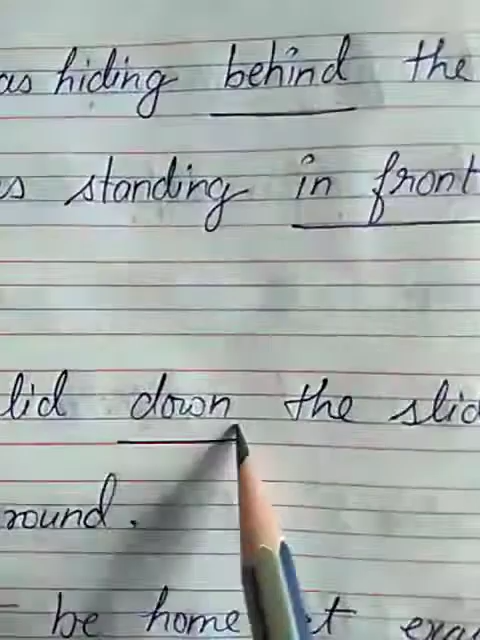 as hiding behind the
s standing in front
lid down the slid
round.
be home